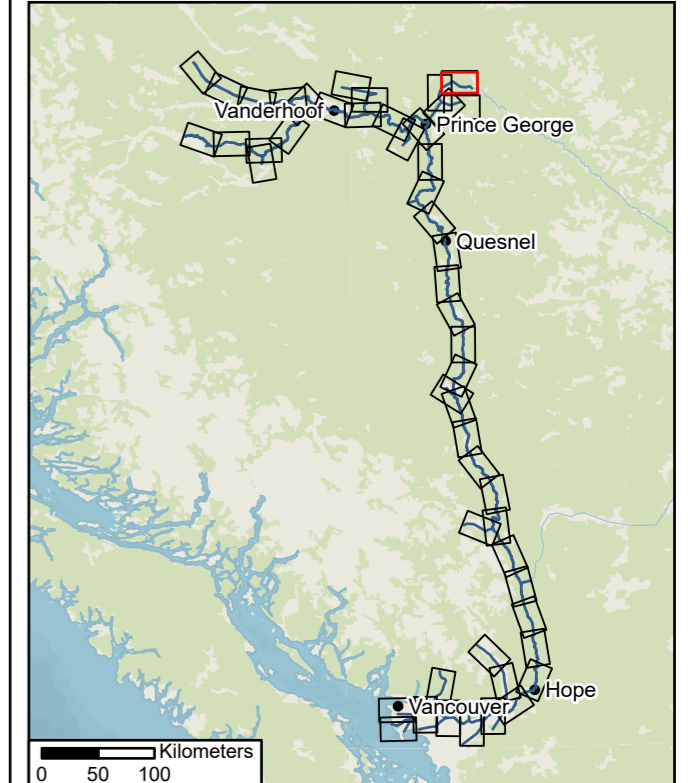 Vanderhoof
Prince George
Quesnel
Hope
Vancouver
Kilometers
0 50 100